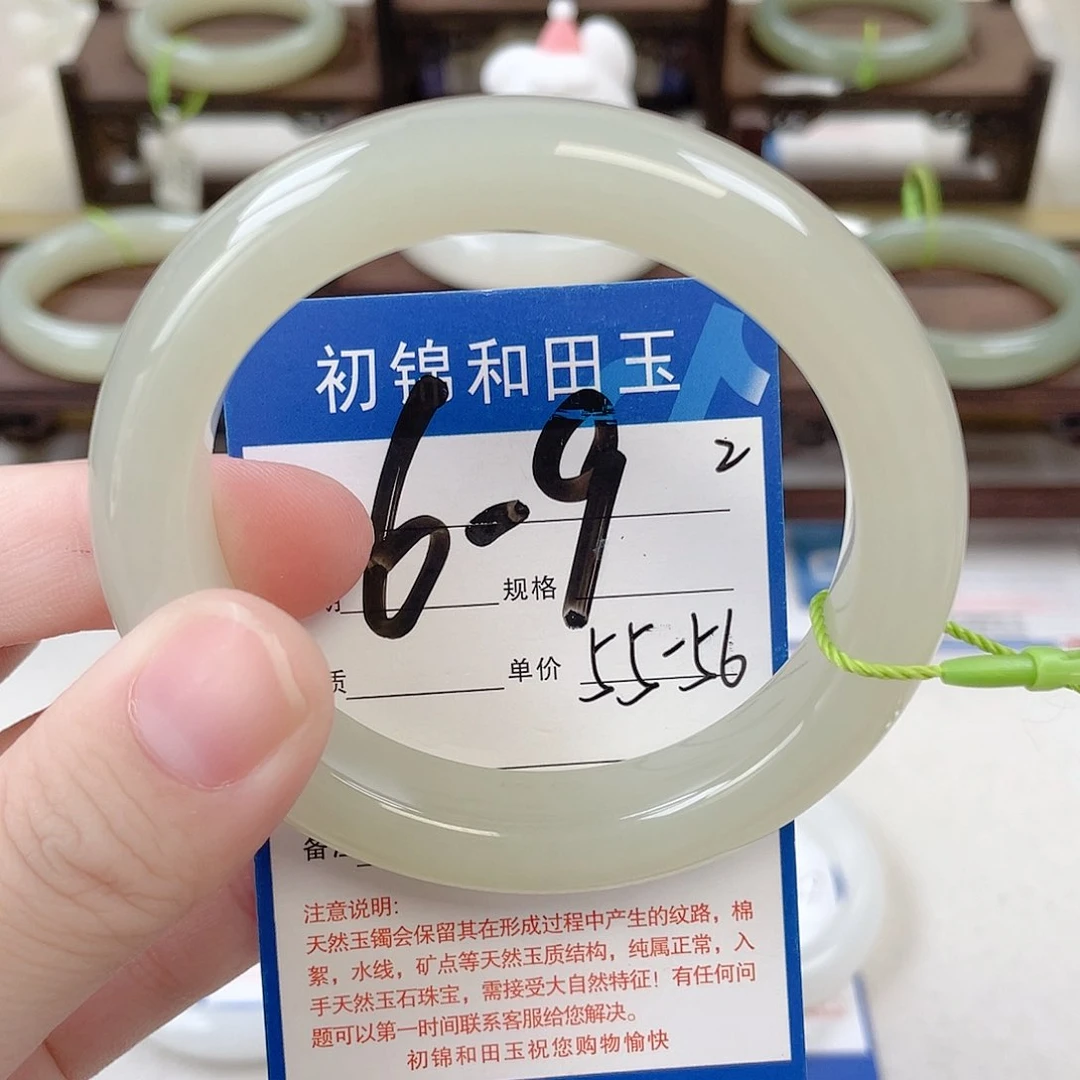 初锦和田玉
2
6-9
规格
55-56
质
单价
备注
注意说明:
天然玉镯会保留其在形成过程中产生的纹路，棉
絮，水线，矿点等天然玉质结构，纯属正常，入
手天然玉石珠宝，需接受大自然特征！有任何问
题可以第一时间联系客服给您解决。
初锦和田玉祝您购物愉快